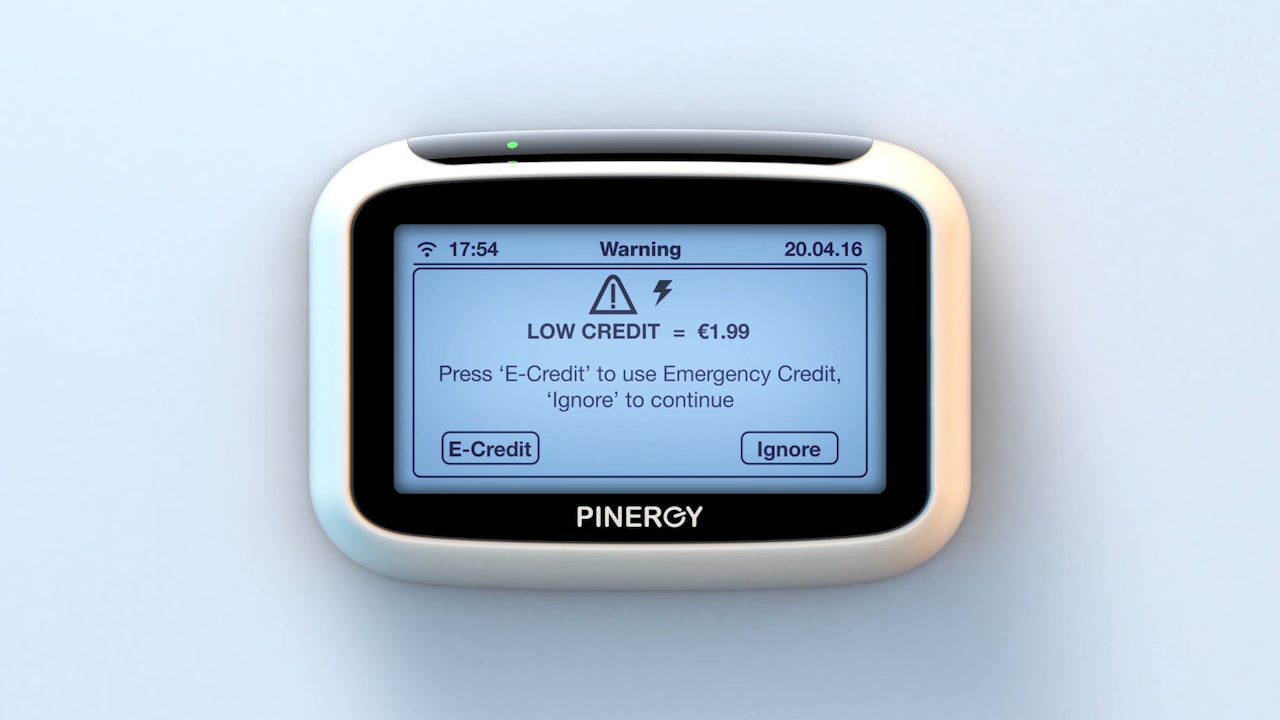 17:54 Warning 20.04.16
LOW CREDIT = €1.99
Press ‘E-Credit’ to use Emergency Credit,
‘Ignore’ to continue
E-Credit Ignore
PINERGY